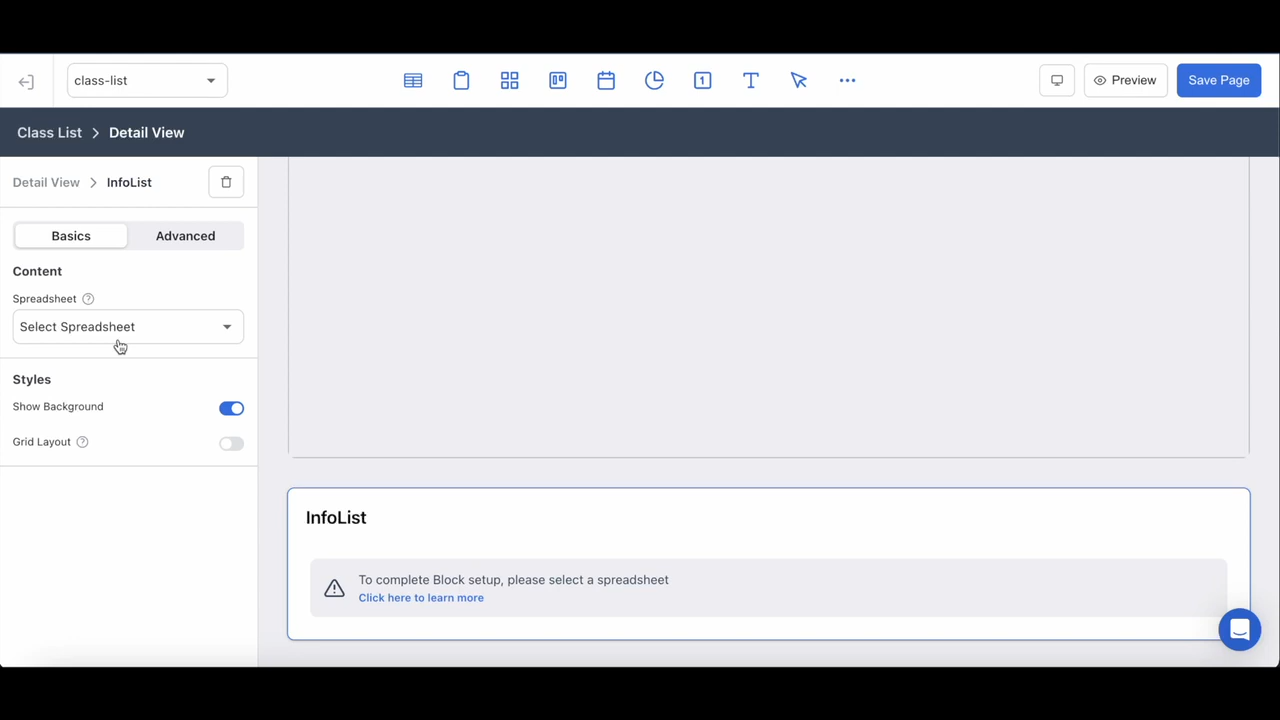 class-list
1
T
Preview
Save Page
Class List > Detail View
Detail View > InfoList
Basics
Advanced
Content
Spreadsheet ?
Select Spreadsheet
Styles
Show Background
Grid Layout ?
InfoList
To complete Block setup, please select a spreadsheet
Click here to learn more